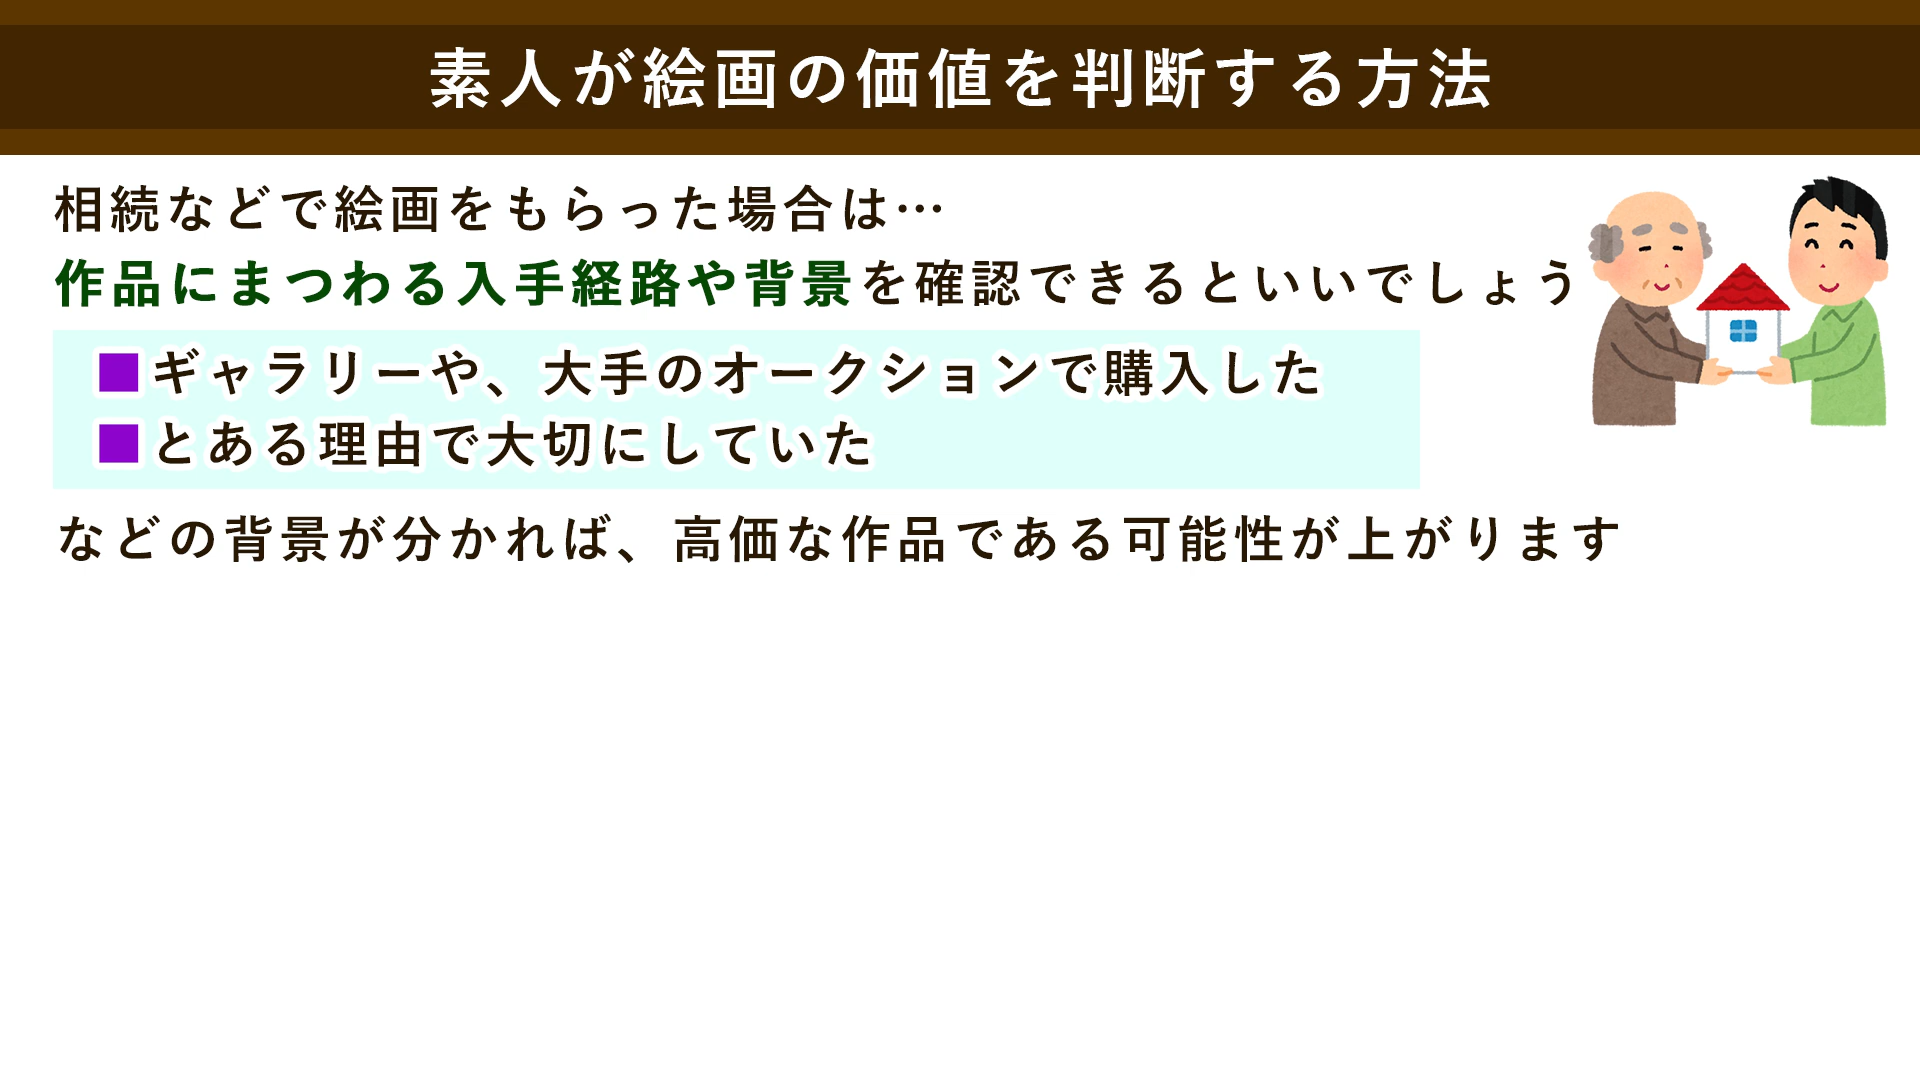 素人が絵画の価値を判断する方法
相続などで絵画をもらった場合は…
作品にまつわる入手経路や背景を確認できるといいでしょう
■ギャラリーや、大手のオークションで購入した
■とある理由で大切にしていた
などの背景が分かれば、高価な作品である可能性が上がります